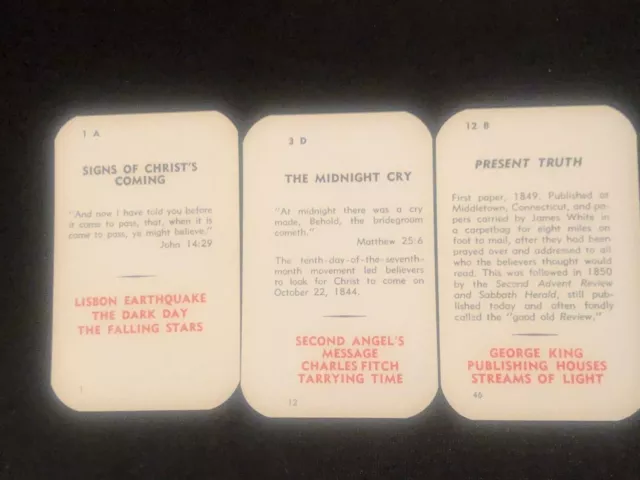 1 A
SIGNS OF CHRIST'S
COMING
"And now I have told you before
it come to pass, that, when it is
come to pass, ye might believe."
John 14:29
LISBON EARTHQUAKE
THE DARK DAY
THE FALLING STARS
1
3 D
THE MIDNIGHT CRY
"At midnight there was a cry
made, Behold, the bridegroom
cometh."
Matthew 25:6
The tenth-day-of-the-seventh-
month movement led believers
to look for Christ to come on
October 22, 1844.
SECOND ANGEL'S
MESSAGE
CHARLES FITCH
TARRYING TIME
12
12 B
PRESENT TRUTH
First paper, 1849. Published at
Middletown, Connecticut, and pa-
pers carried by James White in
a carpetbag for eight miles on
foot to mail, after they had been
prayed over and addressed to all
who the believers thought would
read. This was followed in 1850
by the Second Advent Review
and Sabbath Herald, still pub-
lished today and often fondly
called the "good old Review."
GEORGE KING
PUBLISHING HOUSES
STREAMS OF LIGHT
46